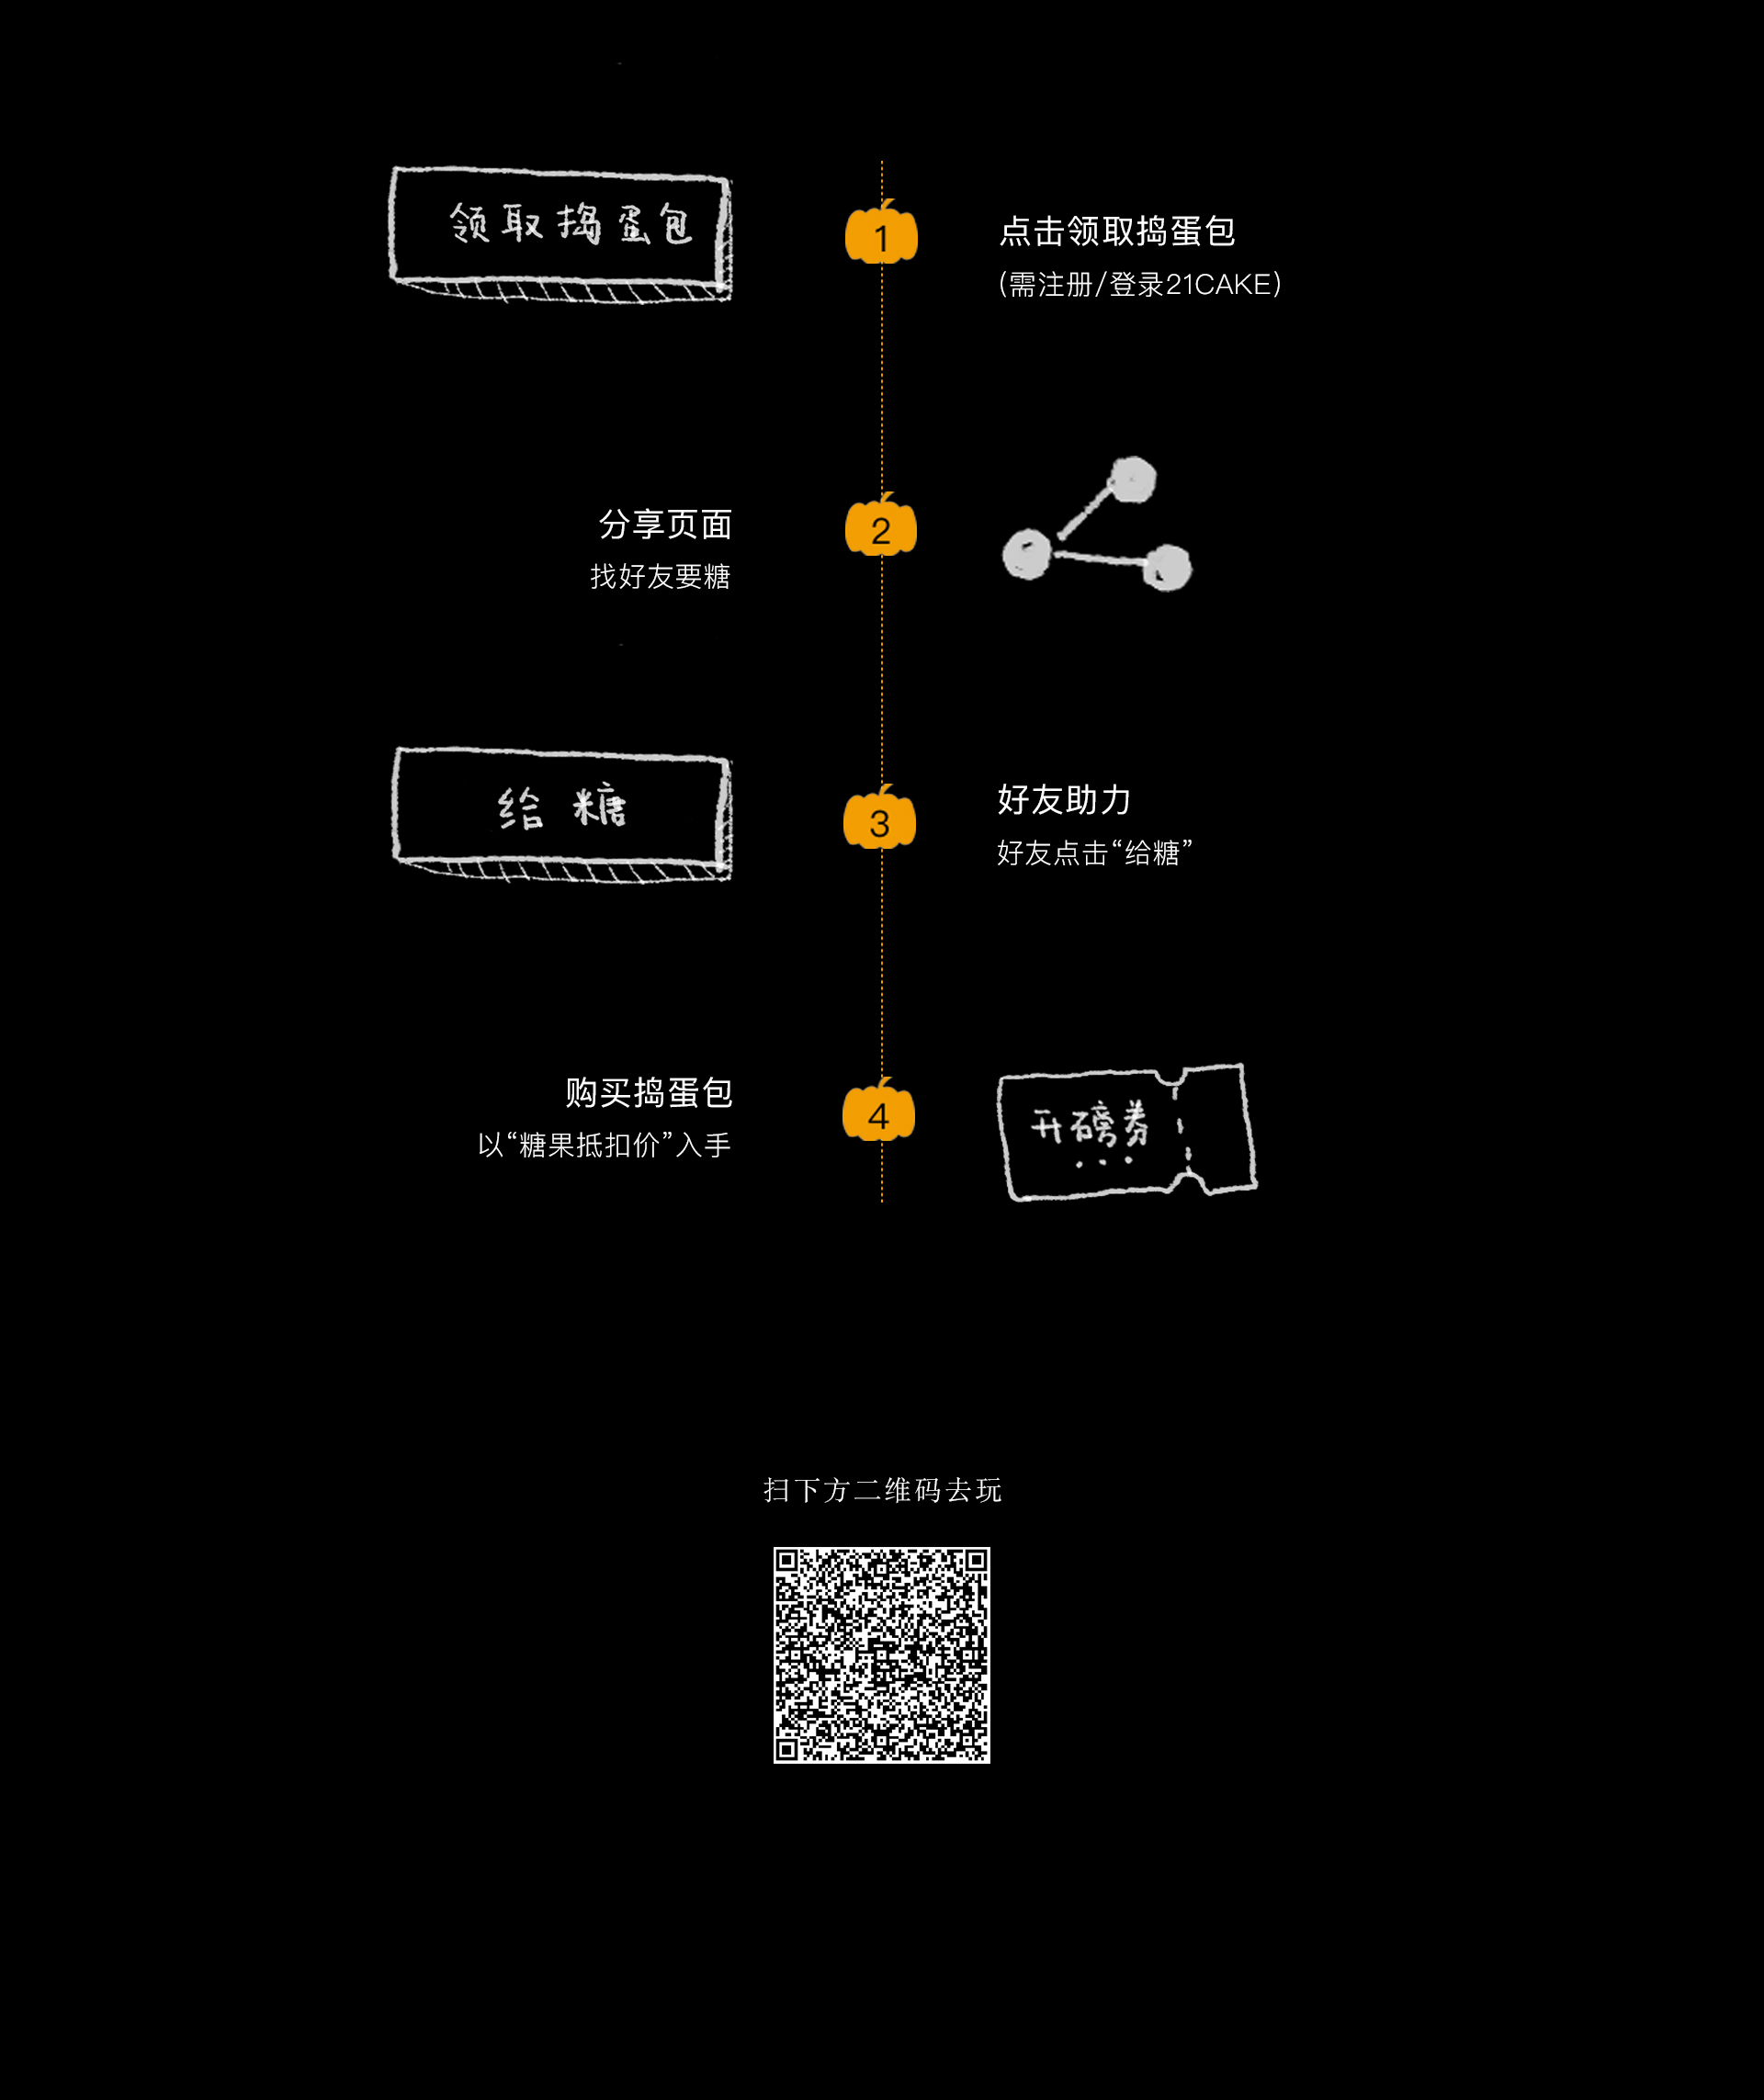 领取捣蛋包
1
点击领取捣蛋包
(需注册/登录21CAKE)
分享页面
找好友要糖
2
给糖
3
好友助力
好友点击“给糖”
购买捣蛋包
以“糖果抵扣价”入手
4
升磅券
...
扫下方二维码去玩